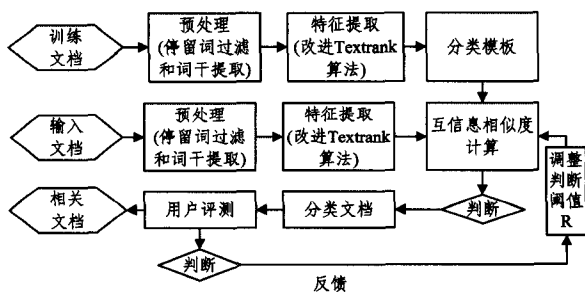 训练
文档
预处理
(停留词过滤
和词干提取)
特征提取
(改进Textrank
算法)
分类模板
输入
文档
预处理
(停留词过滤
和词干提取)
特征提取
(改进Textrank
算法)
互信息相似度
计算
调整
判断
阈值
R
相关
文档
用户评测
分类文档
判断
判断
反馈